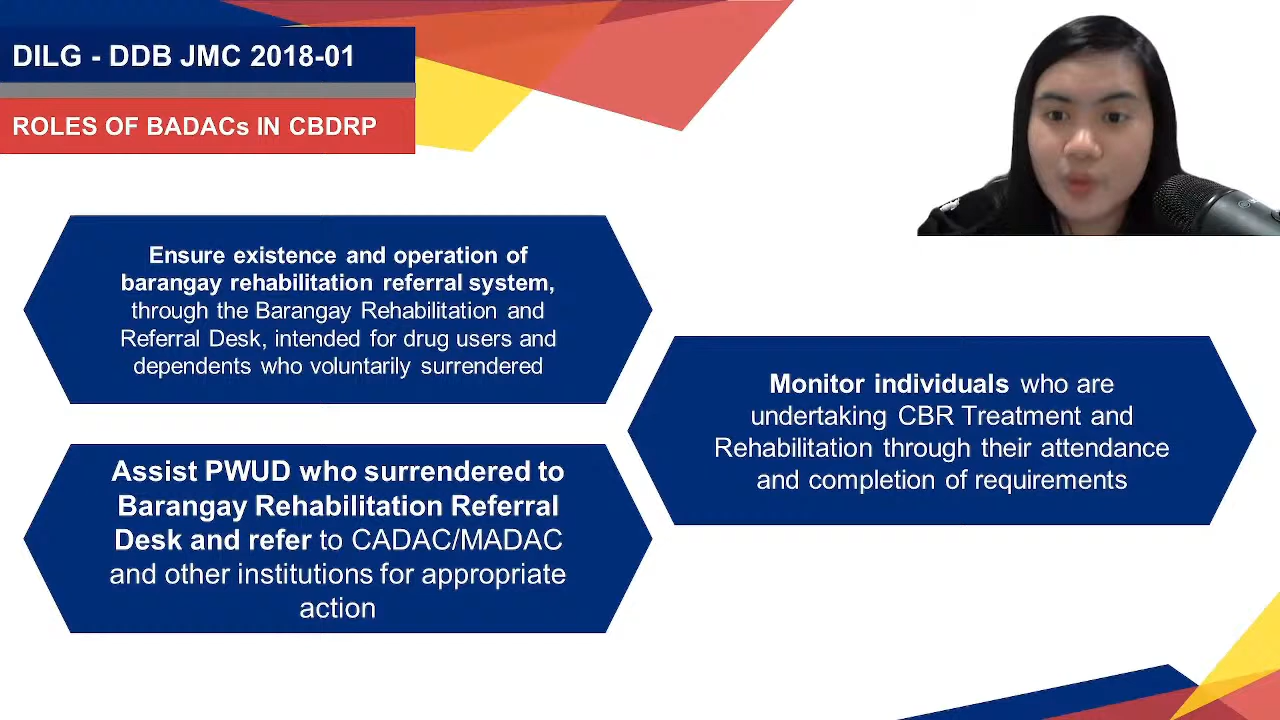 DILG - DDB JMC 2018-01
ROLES OF BADACs IN CBDRP
Ensure existence and operation of
barangay rehabilitation referral system,
through the Barangay Rehabilitation and
Referral Desk, intended for drug users and
dependents who voluntarily surrendered
Assist PWUD who surrendered to
Barangay Rehabilitation Referral
Desk and refer to CADAC/MADAC
and other institutions for appropriate
action
Monitor individuals who are
undertaking CBR Treatment and
Rehabilitation through their attendance
and completion of requirements